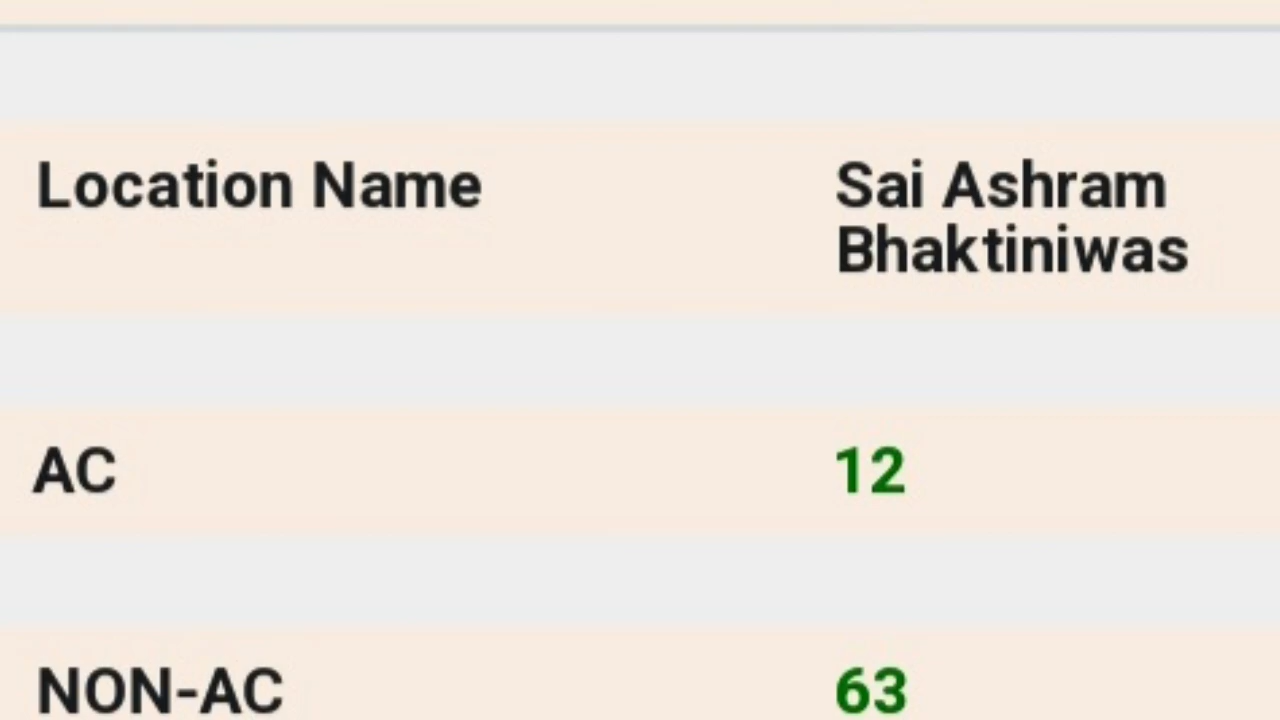 Location Name
Sai Ashram
Bhaktiniwas
AC
12
NON-AC
63